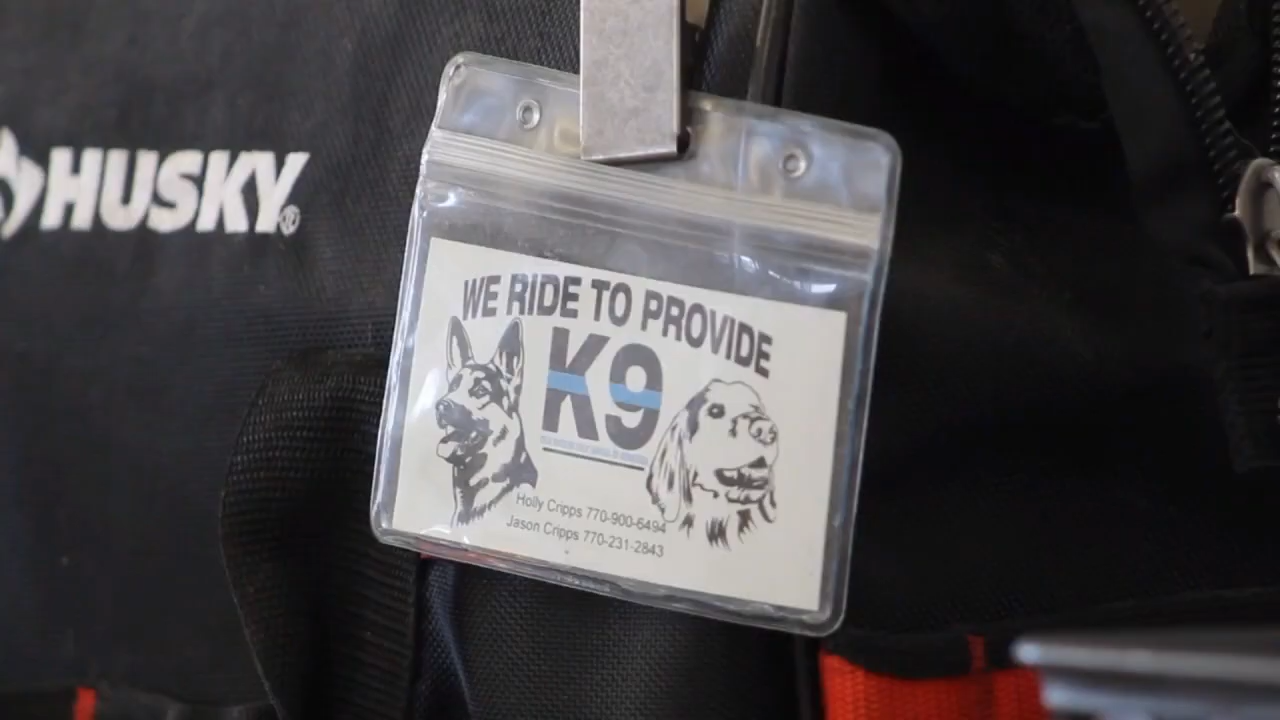 HUSKY®
WE RIDE TO PROVIDE
K9
Holly Cripps 770-900-6494
Jason Cripps 770-231-2843